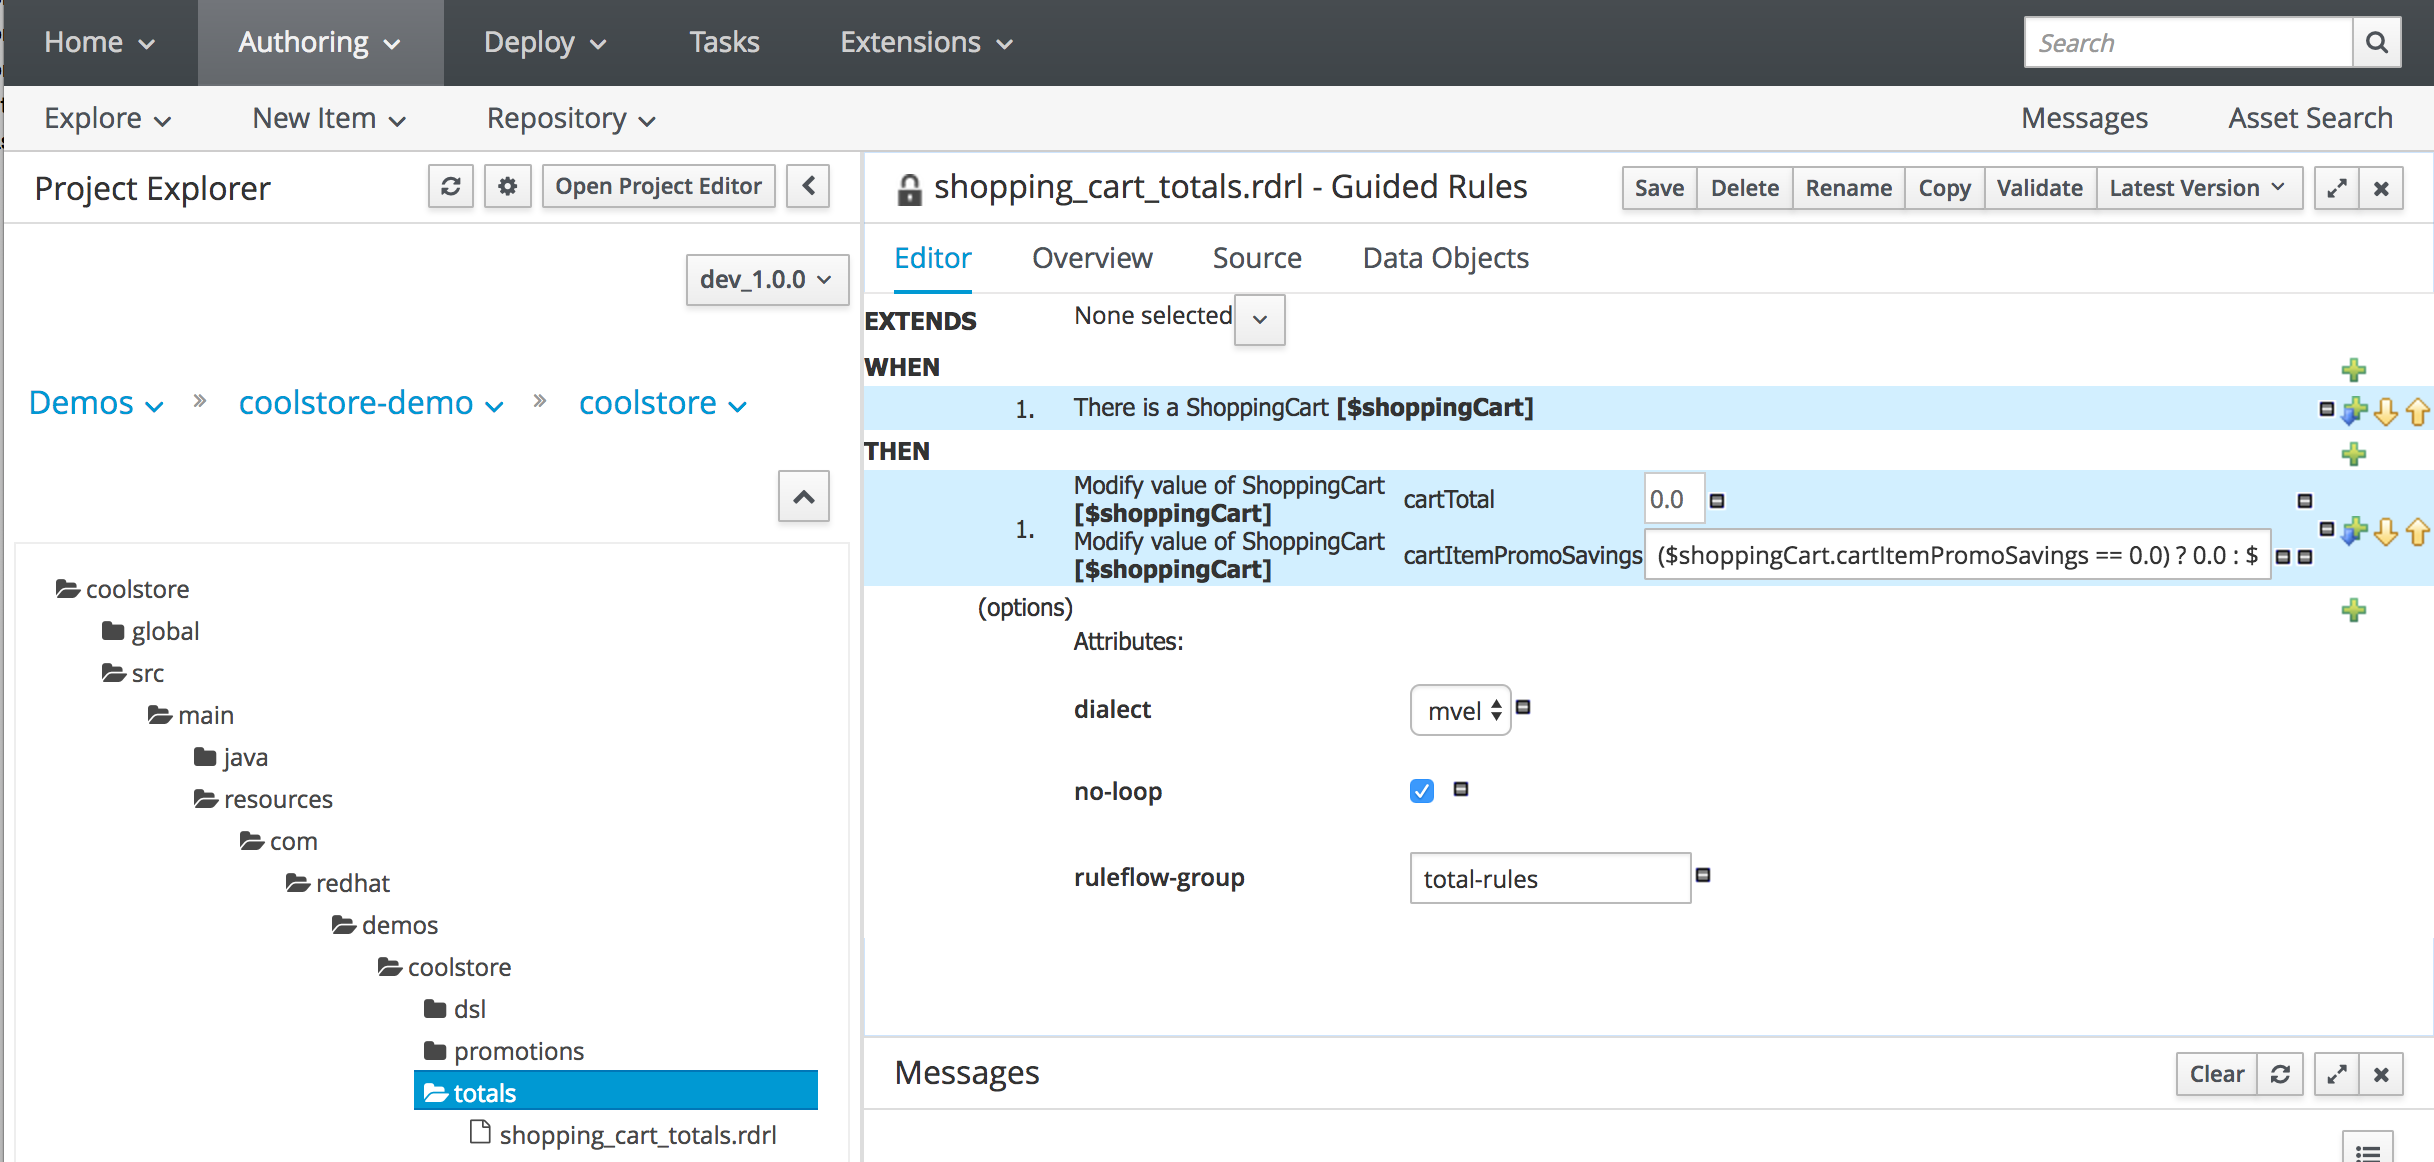 Home Authoring Deploy Tasks Extensions Search
Explore New Item Repository Messages Asset Search
Project Explorer Open Project Editor
dev_1.0.0
Demos » coolstore-demo » coolstore
coolstore
global
src
main
java
resources
com
redhat
demos
coolstore
dsl
promotions
totals
shopping_cart_totals.rdrl
shopping_cart_totals.rdrl - Guided Rules Save Delete Rename Copy Validate Latest Version
Editor Overview Source Data Objects
EXTENDS None selected
WHEN
1. There is a ShoppingCart [$shoppingCart]
THEN
1.
Modify value of ShoppingCart [$shoppingCart] cartTotal 0.0
Modify value of ShoppingCart [$shoppingCart] cartItemPromoSavings ($shoppingCart.cartItemPromoSavings == 0.0) ? 0.0 : $
(options)
Attributes:
dialect mvel
no-loop
ruleflow-group total-rules
Messages Clear